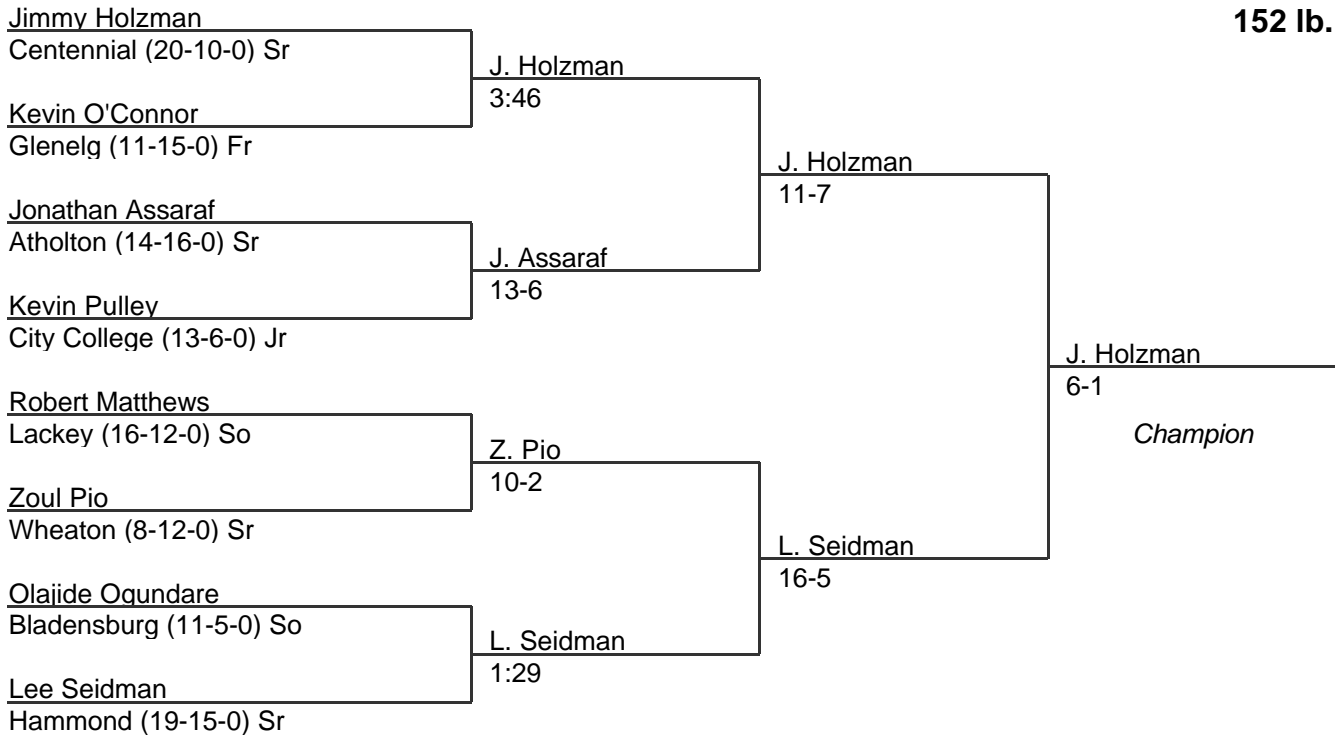 Jimmy Holzman
152 lb.
Centennial (20-10-0) Sr
J. Holzman
3:46
Kevin O'Connor
Glenelg (11-15-0) Fr
J. Holzman
11-7
Jonathan Assaraf
Atholton (14-16-0) Sr
J. Assaraf
13-6
Kevin Pulley
City College (13-6-0) Jr
J. Holzman
6-1
Champion
Robert Matthews
Lackey (16-12-0) So
Z. Pio
10-2
Zoul Pio
Wheaton (8-12-0) Sr
L. Seidman
16-5
Olajide Ogundare
Bladensburg (11-5-0) So
L. Seidman
1:29
Lee Seidman
Hammond (19-15-0) Sr